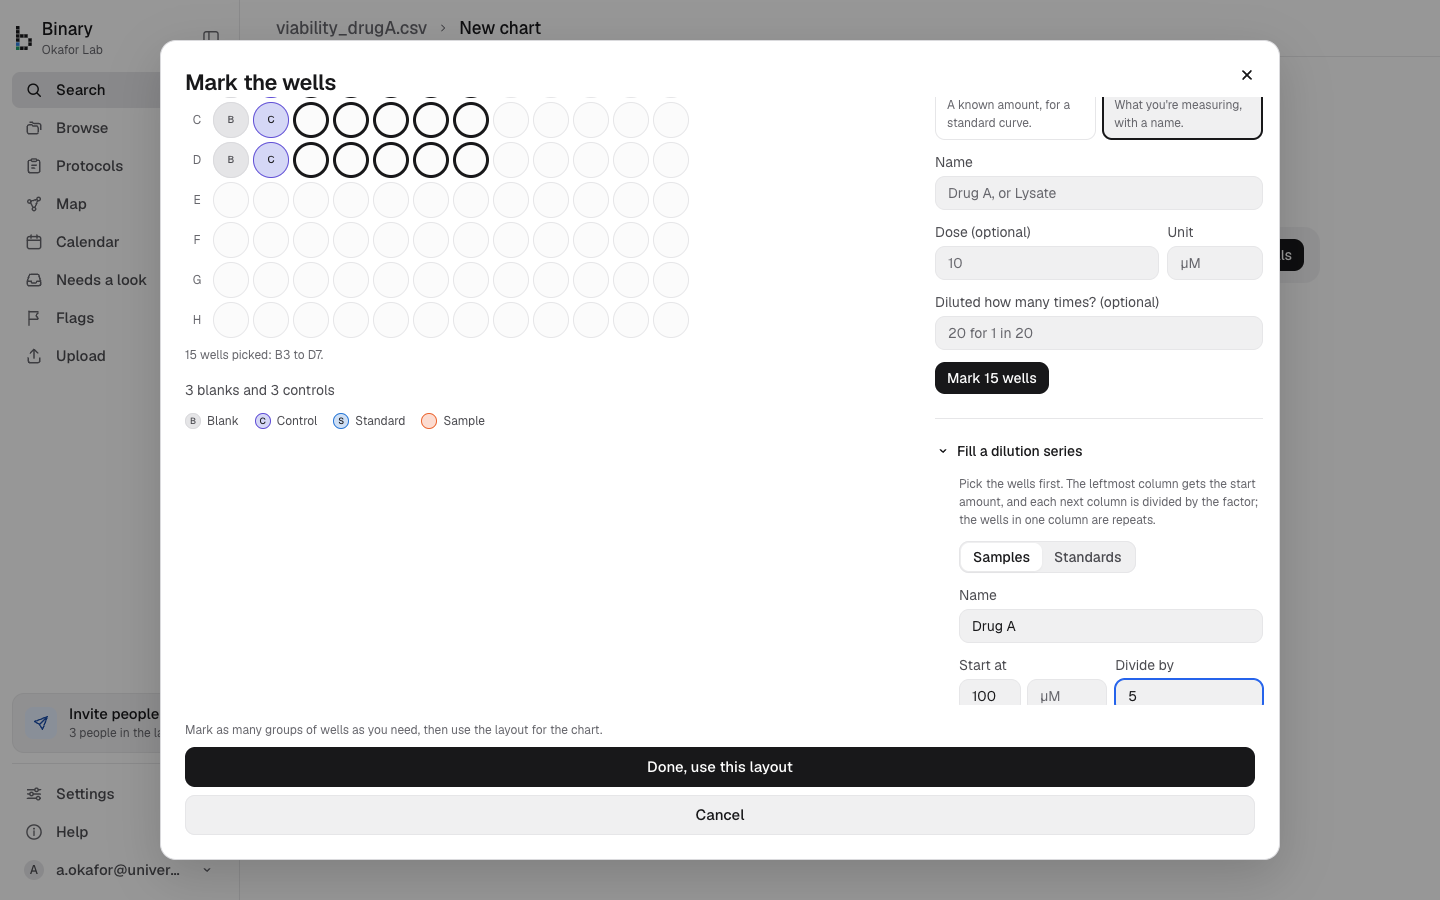 Binary
Okafor Lab
viability_drugA.csv › New chart
Search
Browse
Protocols
Map
Calendar
Needs a look
Flags
Upload
Invite people
3 people in the la
Settings
Help
A a.okafor@univer...
Mark the wells
C B C
D B C
E
F
G
H
15 wells picked: B3 to D7.
3 blanks and 3 controls
B Blank C Control S Standard Sample
A known amount, for a
standard curve.
What you're measuring,
with a name.
Name
Drug A, or Lysate
Dose (optional) Unit
10 µM
Diluted how many times? (optional)
20 for 1 in 20
Mark 15 wells
Fill a dilution series
Pick the wells first. The leftmost column gets the start
amount, and each next column is divided by the factor;
the wells in one column are repeats.
Samples Standards
Name
Drug A
Start at Divide by
100 µM 5
Mark as many groups of wells as you need, then use the layout for the chart.
Done, use this layout
Cancel
ls